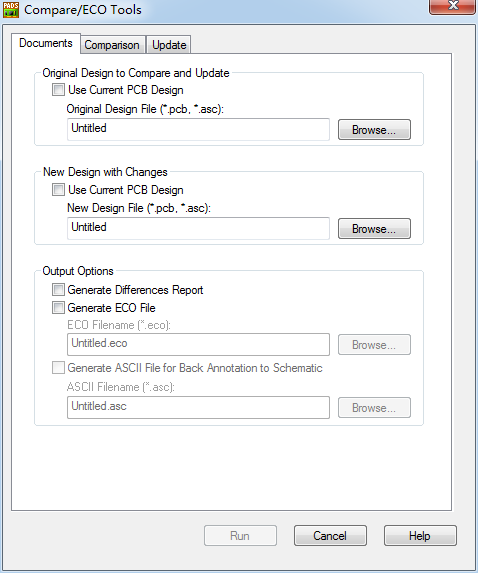 PADS
Compare/ECO Tools
Documents Comparison Update
Original Design to Compare and Update
Use Current PCB Design
Original Design File (*.pcb, *.asc):
Untitled Browse...
New Design with Changes
Use Current PCB Design
New Design File (*.pcb, *.asc):
Untitled Browse...
Output Options
Generate Differences Report
Generate ECO File
ECO Filename (*.eco):
Untitled.eco Browse...
Generate ASCII File for Back Annotation to Schematic
ASCII Filename (*.asc):
Untitled.asc Browse...
Run Cancel Help